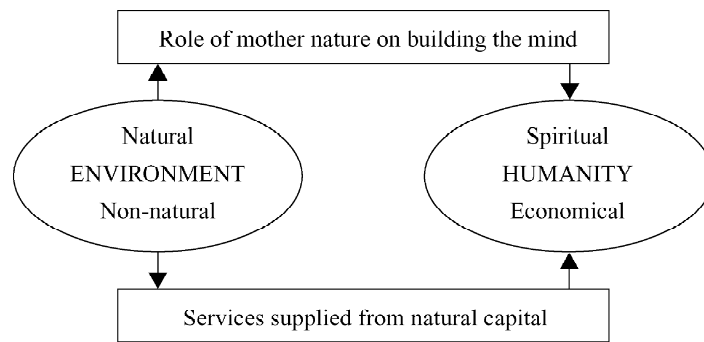 Role of mother nature on building the mind
Natural
ENVIRONMENT
Non-natural
Spiritual
HUMANITY
Economical
Services supplied from natural capital